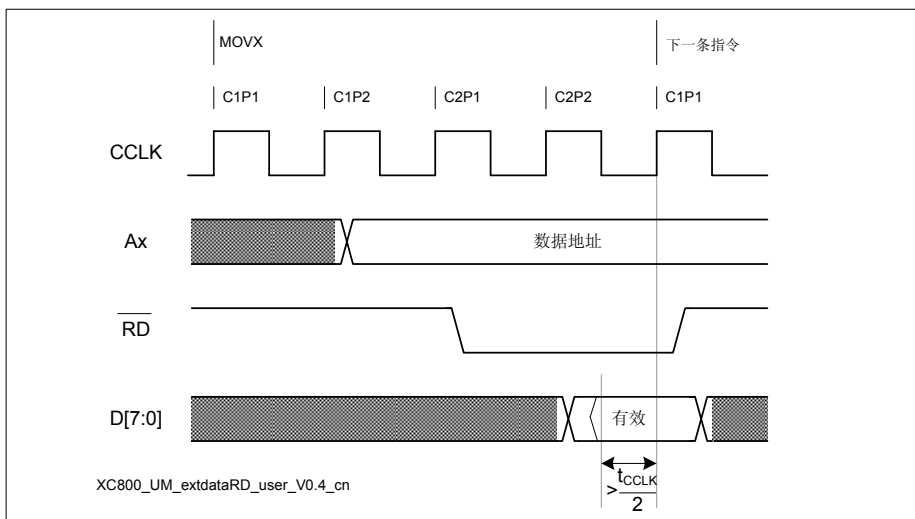 MOVX
下一条指令
C1P1
C1P2
C2P1
C2P2
C1P1
CCLK
Ax
数据地址
RD
D[7:0]
有效
> tCCLK
2
XC800_UM_extdataRD_user_V0.4_cn